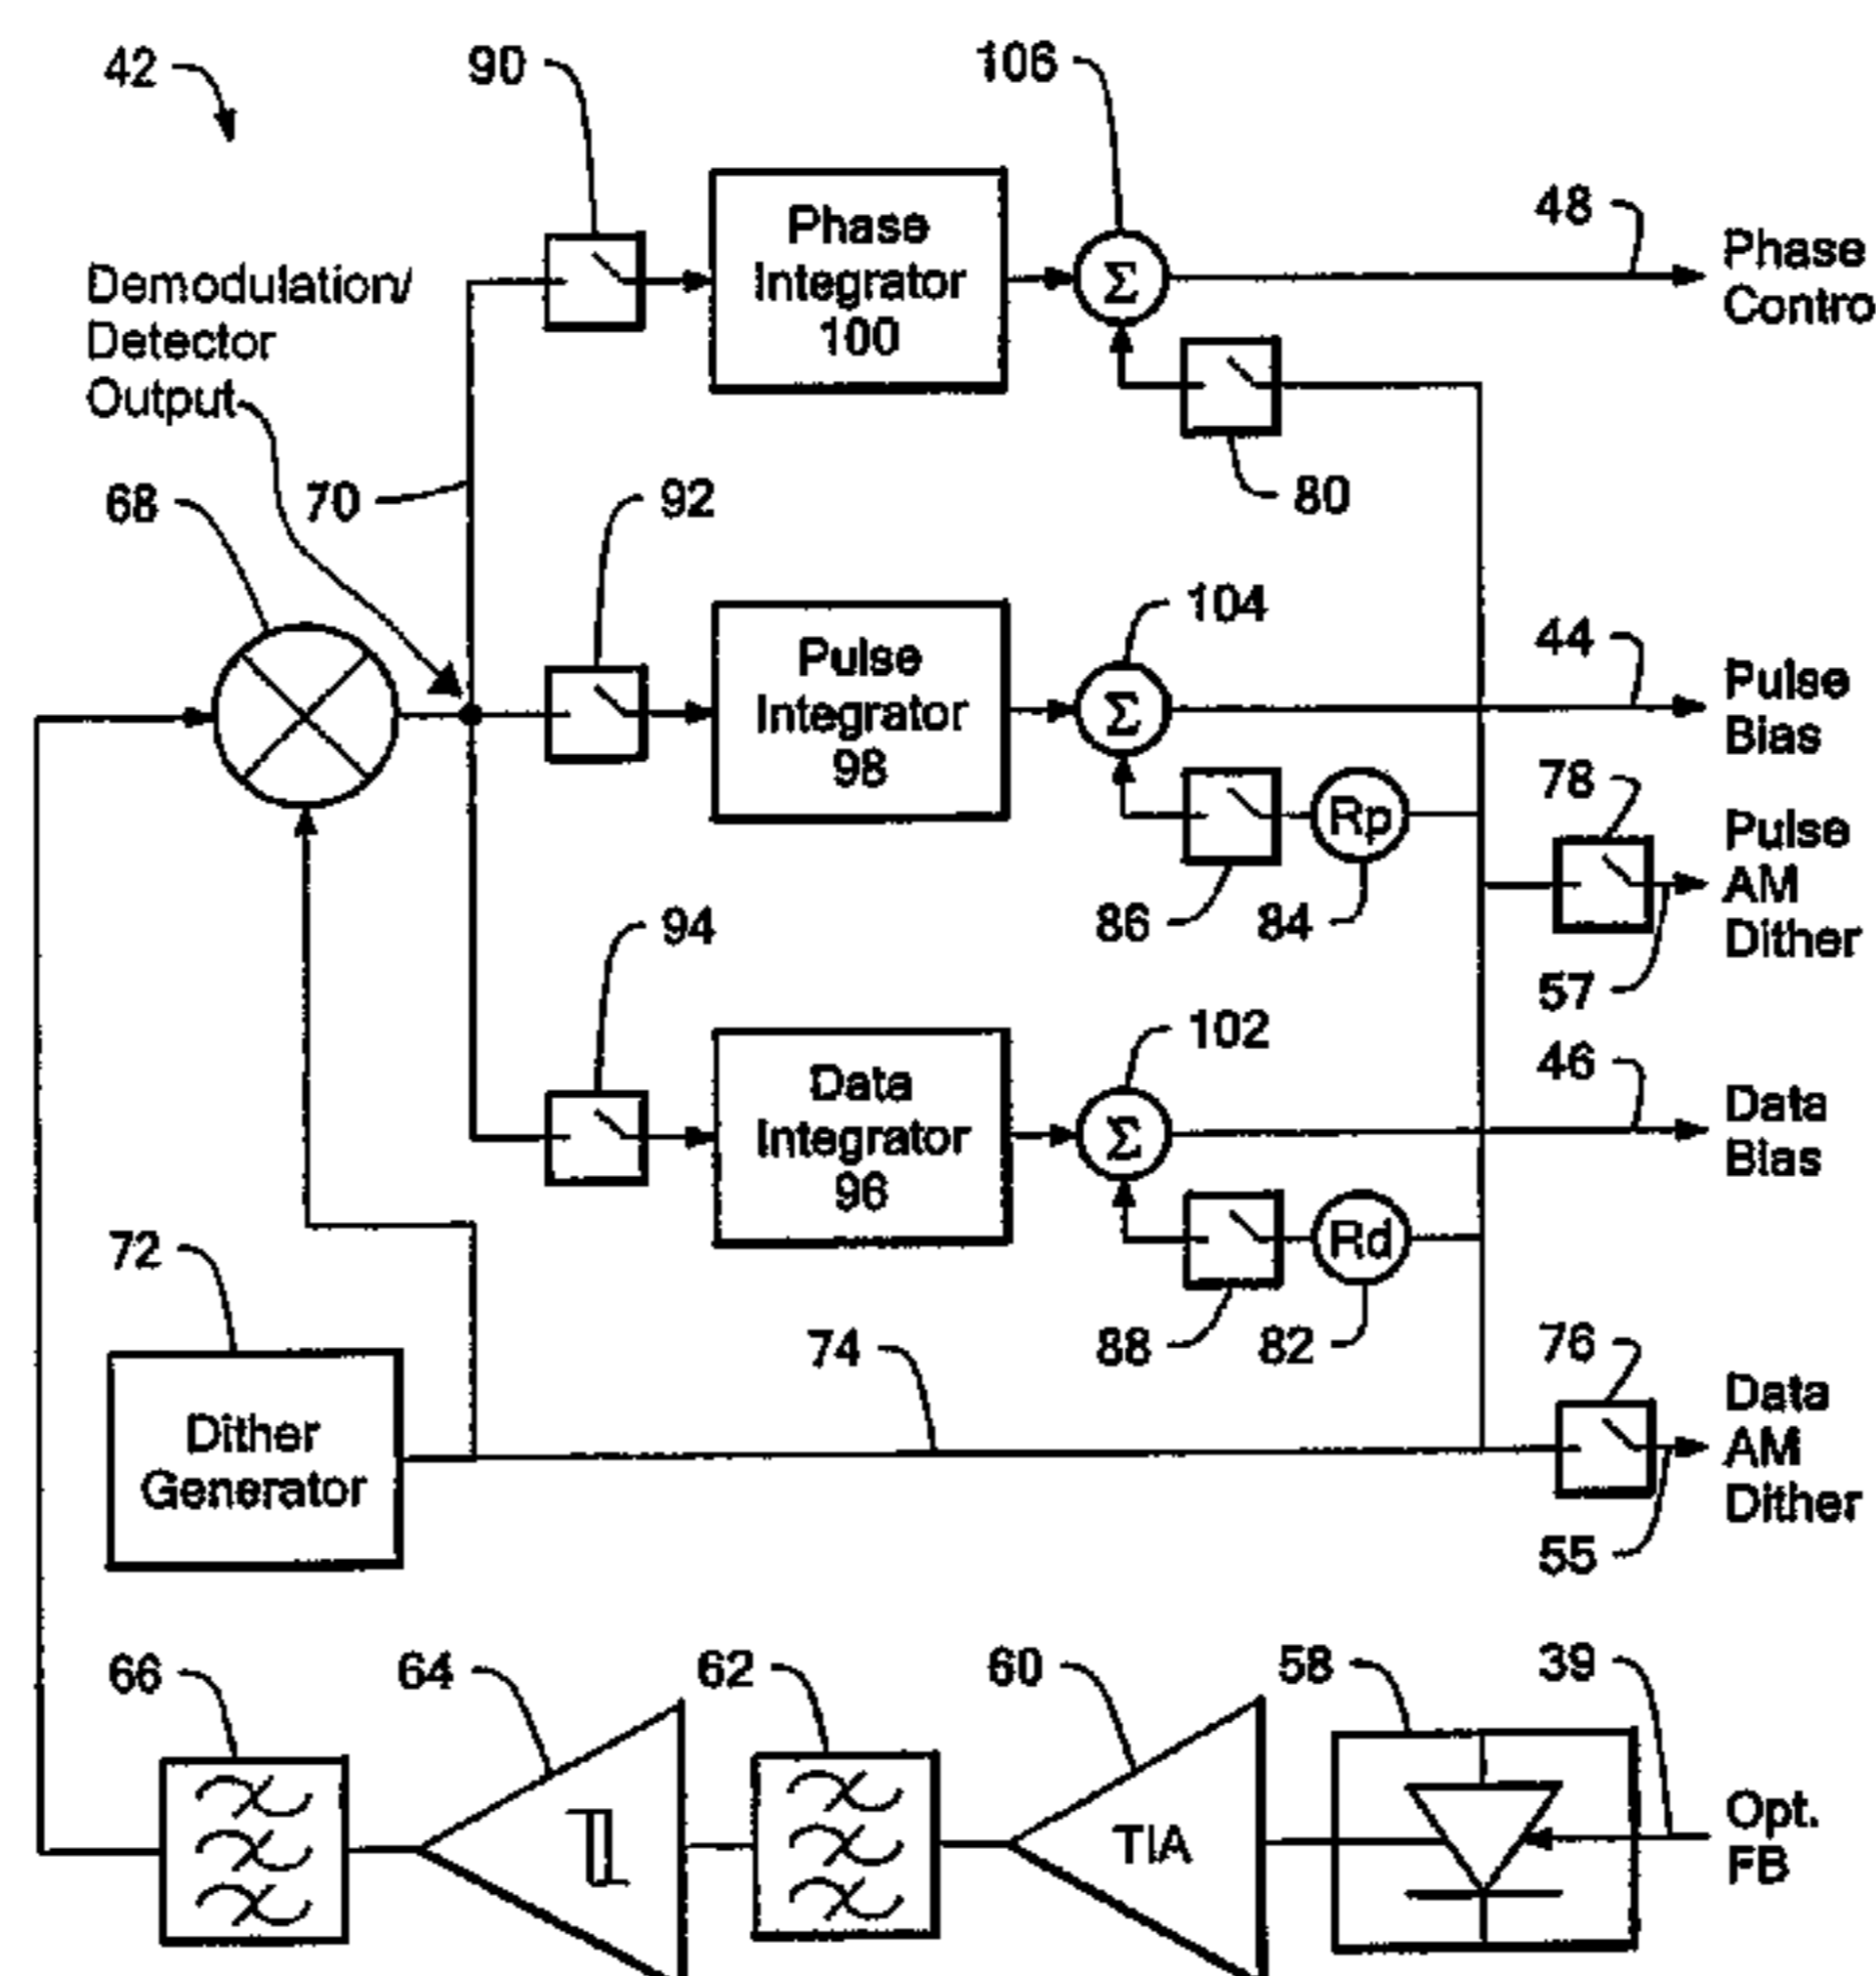 42
90
106
48
Phase
Contro
Phase
Integrator
100
Σ
Demodulation/
Detector
Output
80
68
70
92
104
44
Pulse
Bias
Pulse
Integrator
98
Σ
78
Pulse
AM
Dither
Rp
86
84
57
94
102
46
Data
Bias
Data
Integrator
96
Σ
72
Rd
88
82
74
76
Data
AM
Dither
55
Dither
Generator
66
64
62
60
58
39
TIA
Opt.
FB